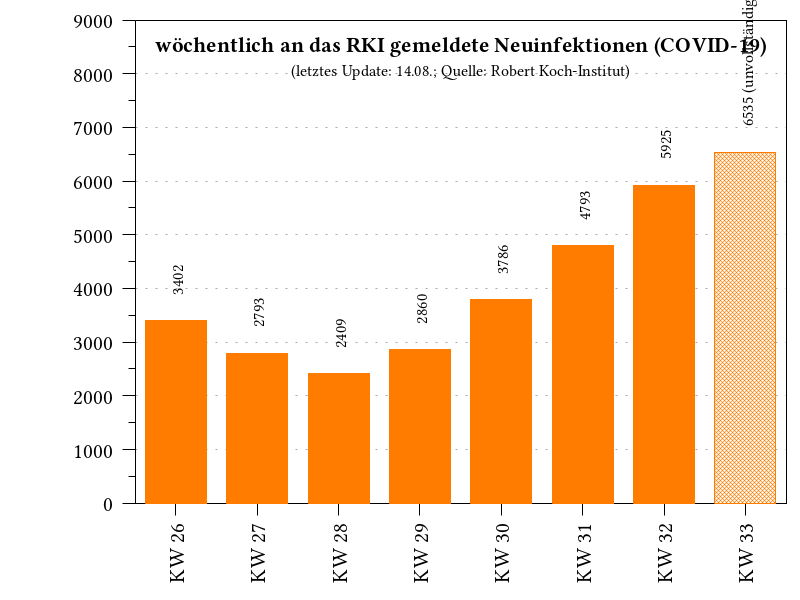 wöchentlich an das RKI gemeldete Neuinfektionen (COVID-19)
(letztes Update: 14.08.; Quelle: Robert Koch-Institut)
9000
8000
7000
6000
5000
4000
3000
2000
1000
0
3402
2793
2409
2860
3786
4793
5925
6535 (unvollständig
KW 26
KW 27
KW 28
KW 29
KW 30
KW 31
KW 32
KW 33